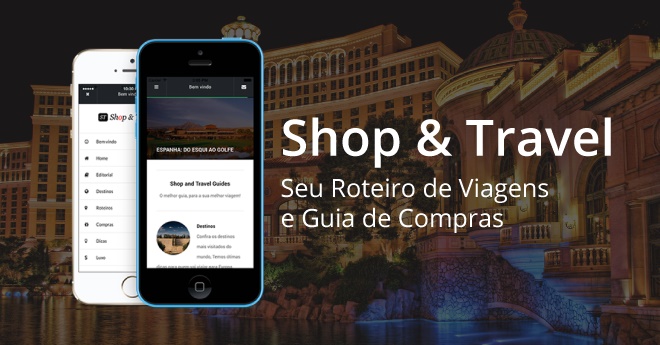 Shop & Travel
Seu Roteiro de Viagens
e Guia de Compras
Bem vindo
ESPANHA: DO ESQUI AO GOLFE
Shop and Travel Guides
O melhor guia, para a sua melhor viagem!
Destinos
Confira os destinos
mais visitados do
mundo. Temos ótimas
ST Shop &
Bem vindo
Home
Editorial
Destinos
Roteiros
Compras
Dicas
Luxo